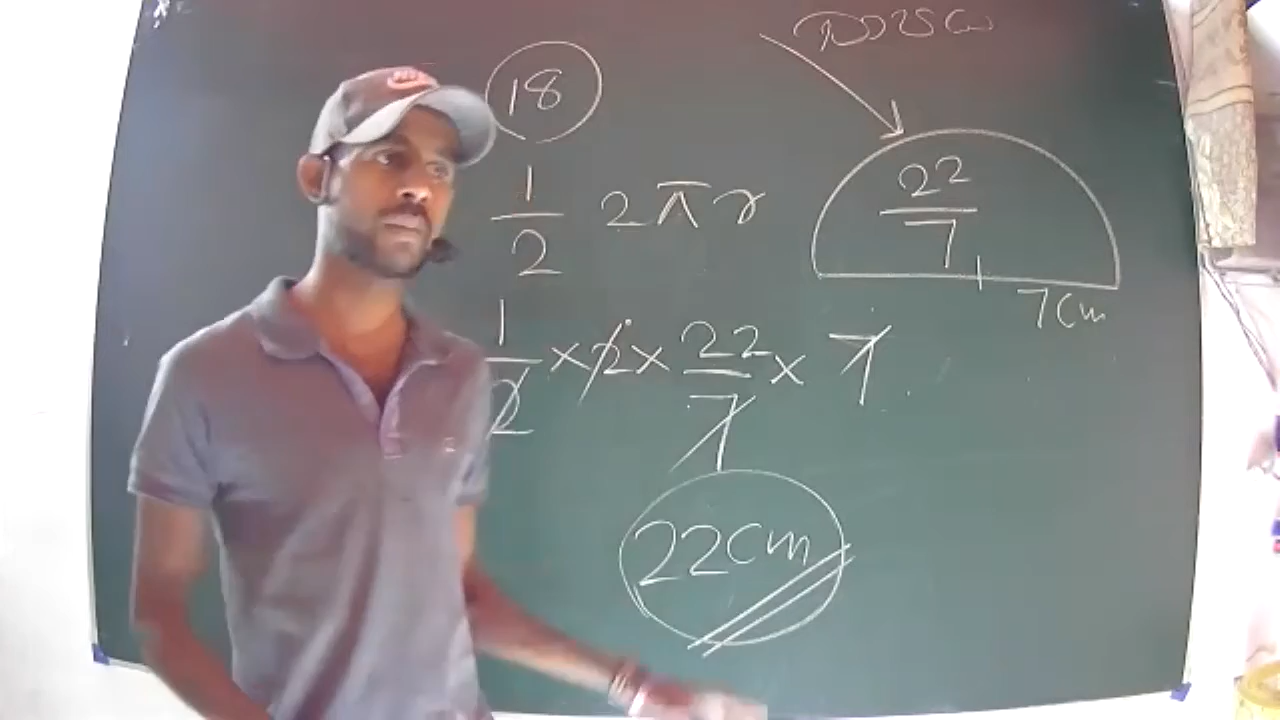 18
1/2 2πr
22/7
7cm
1/2 × 2 × 22/7 × 7
22cm